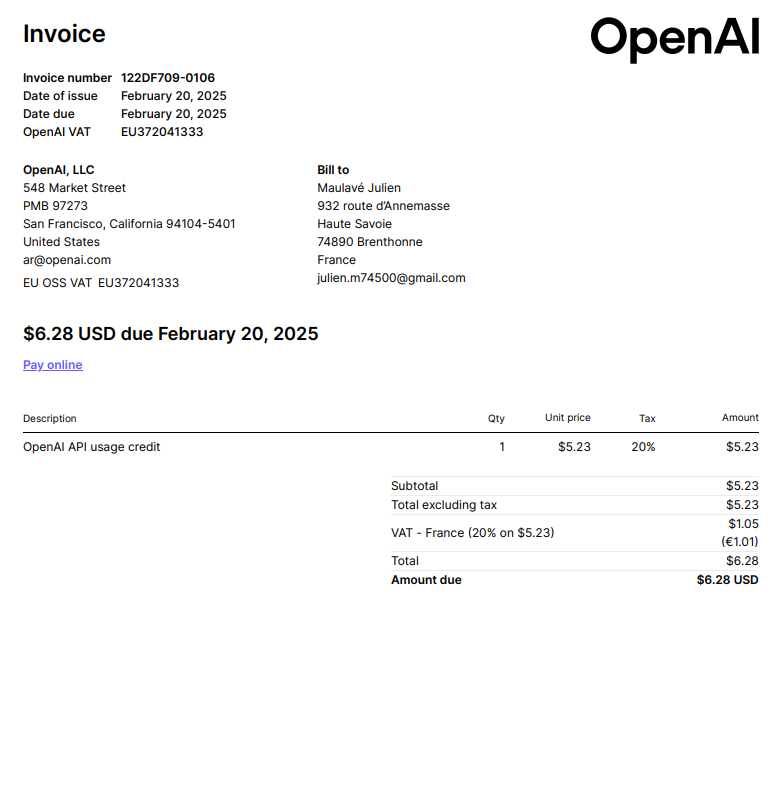 Invoice
OpenAI
Invoice number 122DF709-0106
Date of issue February 20, 2025
Date due February 20, 2025
OpenAI VAT EU372041333
OpenAI, LLC
548 Market Street
PMB 97273
San Francisco, California 94104-5401
United States
ar@openai.com
EU OSS VAT EU372041333
Bill to
Maulavé Julien
932 route d'Annemasse
Haute Savoie
74890 Brenthonne
France
julien.m74500@gmail.com
$6.28 USD due February 20, 2025
Pay online
Description Qty Unit price Tax Amount
OpenAI API usage credit 1 $5.23 20% $5.23
Subtotal $5.23
Total excluding tax $5.23
VAT - France (20% on $5.23) $1.05
(€1.01)
Total $6.28
Amount due $6.28 USD